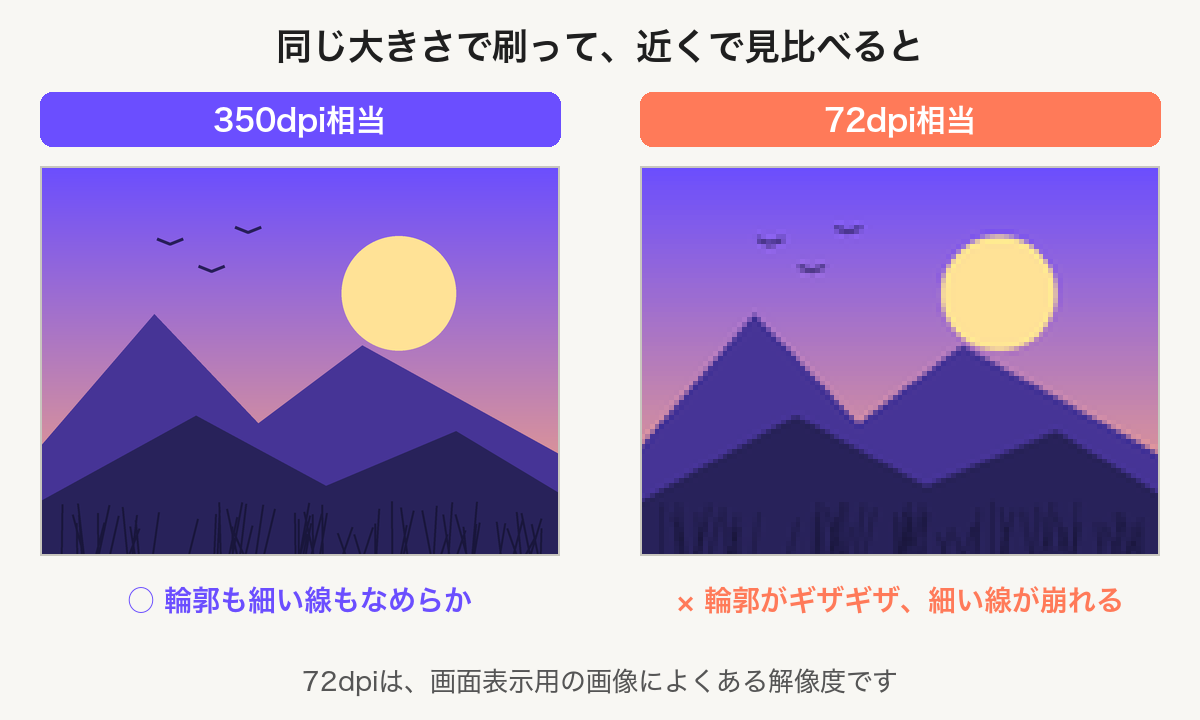 同じ大きさで刷って、近くで見比べると
350dpi相当
72dpi相当
○ 輪郭も細い線もなめらか
× 輪郭がギザギザ、細い線が崩れる
72dpiは、画面表示用の画像によくある解像度です